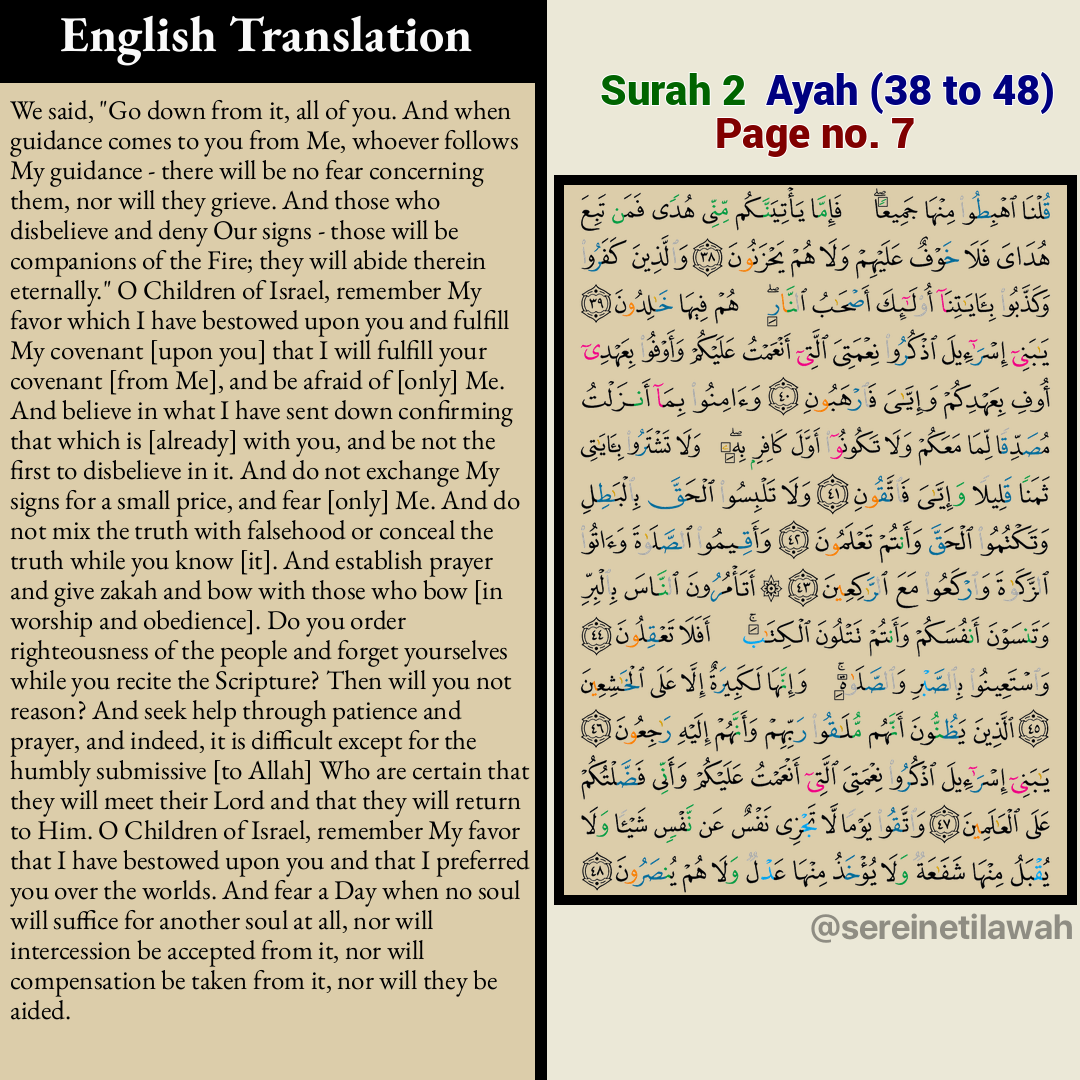 English Translation
We said, "Go down from it, all of you. And when
guidance comes to you from Me, whoever follows
My guidance - there will be no fear concerning
them, nor will they grieve. And those who
disbelieve and deny Our signs - those will be
companions of the Fire; they will abide therein
eternally." O Children of Israel, remember My
favor which I have bestowed upon you and fulfill
My covenant [upon you] that I will fulfill your
covenant [from Me], and be afraid of [only] Me.
And believe in what I have sent down confirming
that which is [already] with you, and be not the
first to disbelieve in it. And do not exchange My
signs for a small price, and fear [only] Me. And do
not mix the truth with falsehood or conceal the
truth while you know [it]. And establish prayer
and give zakah and bow with those who bow [in
worship and obedience]. Do you order
righteousness of the people and forget yourselves
while you recite the Scripture? Then will you not
reason? And seek help through patience and
prayer, and indeed, it is difficult except for the
humbly submissive [to Allah] Who are certain that
they will meet their Lord and that they will return
to Him. O Children of Israel, remember My favor
that I have bestowed upon you and that I preferred
you over the worlds. And fear a Day when no soul
will suffice for another soul at all, nor will
intercession be accepted from it, nor will
compensation be taken from it, nor will they be
aided.
Surah 2 Ayah (38 to 48)
Page no. 7
قُلْنَا ٱهْبِطُوا۟ مِنْهَا جَمِيعًا ۖ فَإِمَّا يَأْتِيَنَّكُم مِّنِّى هُدًى فَمَن تَبِعَ
هُدَاىَ فَلَا خَوْفٌ عَلَيْهِمْ وَلَا هُمْ يَحْزَنُونَ ٣٨ وَٱلَّذِينَ كَفَرُوا۟
وَكَذَّبُوا۟ بِـَٔايَـٰتِنَآ أُو۟لَـٰٓئِكَ أَصْحَـٰبُ ٱلنَّارِ ۖ هُمْ فِيهَا خَـٰلِدُونَ ٣٩
يَـٰبَنِىٓ إِسْرَٰٓءِيلَ ٱذْكُرُوا۟ نِعْمَتِىَ ٱلَّتِىٓ أَنْعَمْتُ عَلَيْكُمْ وَأَوْفُوا۟ بِعَهْدِىٓ
أُوفِ بِعَهْدِكُمْ وَإِيَّـٰىَ فَٱرْهَبُونِ ٤٠ وَءَامِنُوا۟ بِمَآ أَنزَلْتُ
مُصَدِّقًا لِّمَا مَعَكُمْ وَلَا تَكُونُوٓا۟ أَوَّلَ كَافِرٍۭ بِهِۦ ۖ وَلَا تَشْتَرُوا۟ بِـَٔايَـٰتِى
ثَمَنًا قَلِيلًا وَإِيَّـٰىَ فَٱتَّقُونِ ٤١ وَلَا تَلْبِسُوا۟ ٱلْحَقَّ بِٱلْبَـٰطِلِ
وَتَكْتُمُوا۟ ٱلْحَقَّ وَأَنتُمْ تَعْلَمُونَ ٤٢ وَأَقِيمُوا۟ ٱلصَّلَوٰةَ وَءَاتُوا۟
ٱلزَّكَوٰةَ وَٱرْكَعُوا۟ مَعَ ٱلرَّٰكِعِينَ ٤٣ ۞ أَتَأْمُرُونَ ٱلنَّاسَ بِٱلْبِرِّ
وَتَنسَوْنَ أَنفُسَكُمْ وَأَنتُمْ تَتْلُونَ ٱلْكِتَـٰبَ ۚ أَفَلَا تَعْقِلُونَ ٤٤
وَٱسْتَعِينُوا۟ بِٱلصَّبْرِ وَٱلصَّلَوٰةِ ۚ وَإِنَّهَا لَكَبِيرَةٌ إِلَّا عَلَى ٱلْخَـٰشِعِينَ
٤٥ ٱلَّذِينَ يَظُنُّونَ أَنَّهُم مُّلَـٰقُوا۟ رَبِّهِمْ وَأَنَّهُمْ إِلَيْهِ رَٰجِعُونَ ٤٦
يَـٰبَنِىٓ إِسْرَٰٓءِيلَ ٱذْكُرُوا۟ نِعْمَتِىَ ٱلَّتِىٓ أَنْعَمْتُ عَلَيْكُمْ وَأَنِّى فَضَّلْتُكُمْ
عَلَى ٱلْعَـٰلَمِينَ ٤٧ وَٱتَّقُوا۟ يَوْمًا لَّا تَجْزِى نَفْسٌ عَن نَّفْسٍ شَيْـًٔا وَلَا
يُقْبَلُ مِنْهَا شَفَـٰعَةٌ وَلَا يُؤْخَذُ مِنْهَا عَدْلٌ وَلَا هُمْ يُنصَرُونَ ٤٨
@sereinetilawah